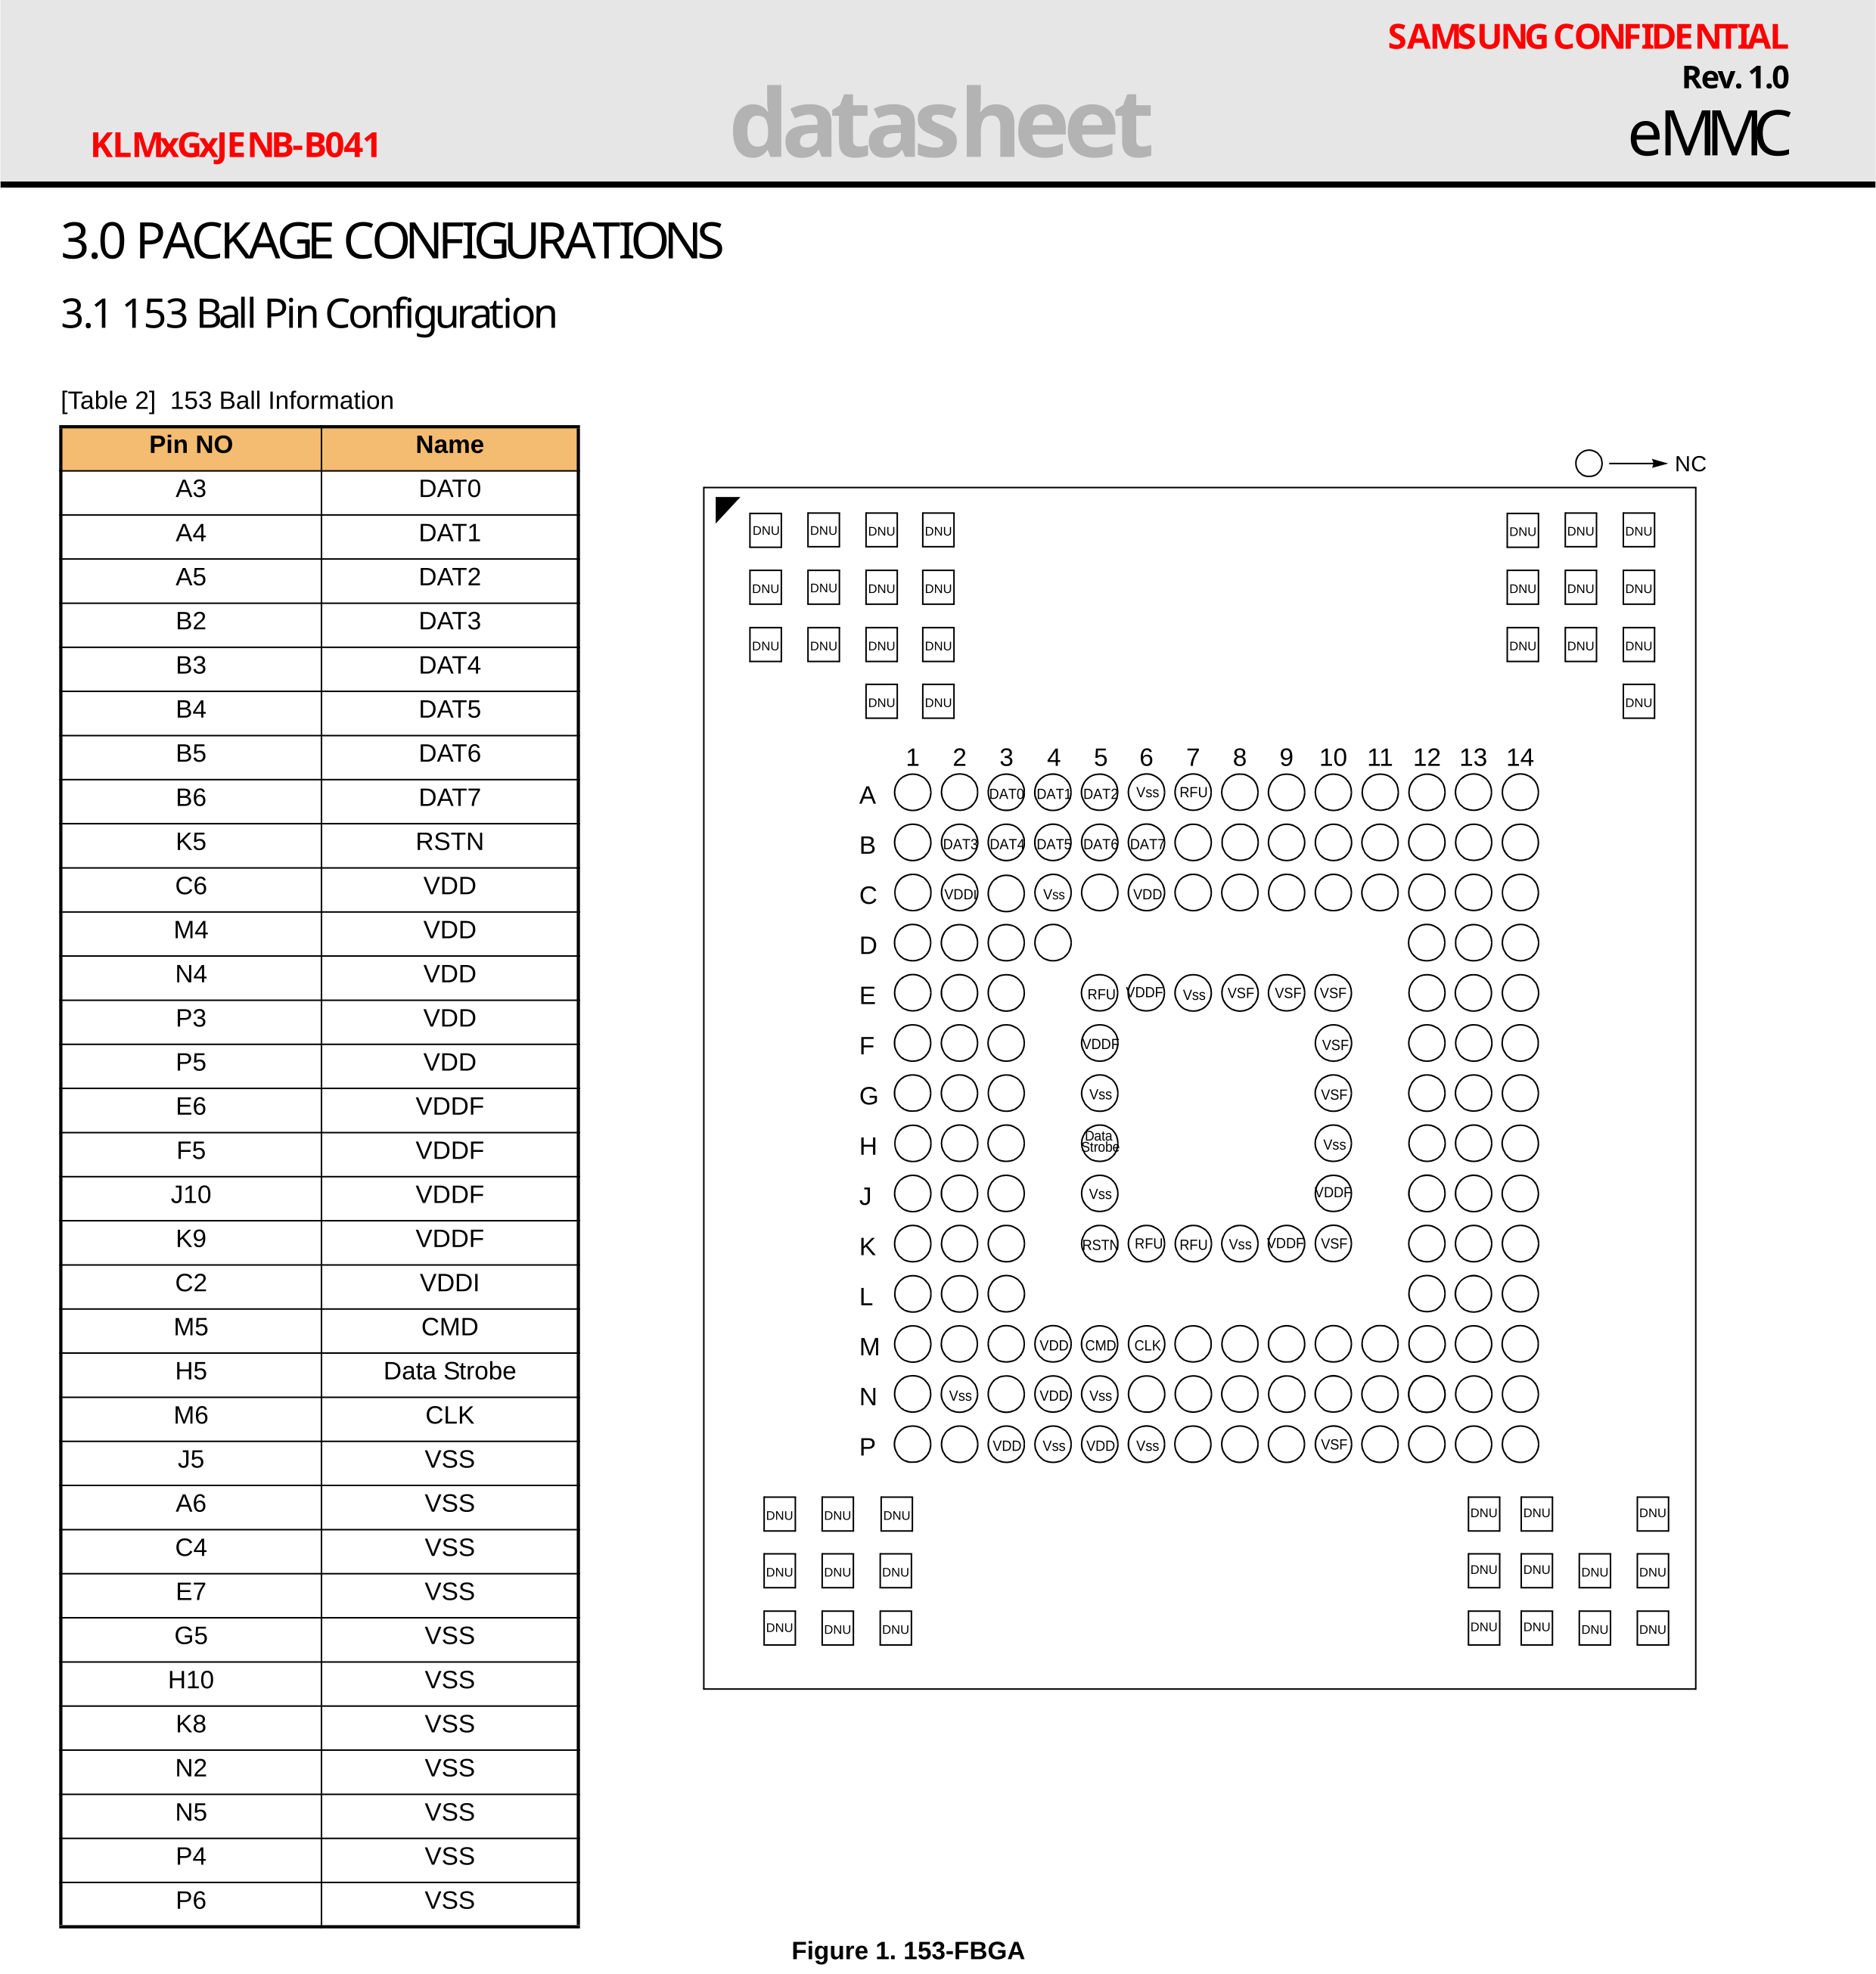 SAMSUNG CONFIDENTIAL
Rev. 1.0
KLMxGxJENB-B041 datasheet eMMC
3.0 PACKAGE CONFIGURATIONS
3.1 153 Ball Pin Configuration
[Table 2] 153 Ball Information
Pin NO Name
A3 DAT0
A4 DAT1
A5 DAT2
B2 DAT3
B3 DAT4
B4 DAT5
B5 DAT6
B6 DAT7
K5 RSTN
C6 VDD
M4 VDD
N4 VDD
P3 VDD
P5 VDD
E6 VDDF
F5 VDDF
J10 VDDF
K9 VDDF
C2 VDDI
M5 CMD
H5 Data Strobe
M6 CLK
J5 VSS
A6 VSS
C4 VSS
E7 VSS
G5 VSS
H10 VSS
K8 VSS
N2 VSS
N5 VSS
P4 VSS
P6 VSS
NC
DNU DNU DNU DNU DNU DNU DNU
DNU DNU DNU DNU DNU DNU DNU
DNU DNU DNU DNU DNU DNU DNU
DNU DNU DNU
1 2 3 4 5 6 7 8 9 10 11 12 13 14
A DAT0 DAT1 DAT2 Vss RFU
B DAT3 DAT4 DAT5 DAT6 DAT7
C VDDI Vss VDD
D
E RFU VDDF Vss VSF VSF VSF
F VDDF VSF
G Vss VSF
H Data Strobe Vss
J Vss VDDF
K RSTN RFU RFU Vss VDDF VSF
L
M VDD CMD CLK
N Vss VDD Vss
P VDD Vss VDD Vss VSF
DNU DNU DNU DNU DNU DNU
DNU DNU DNU DNU DNU DNU DNU
DNU DNU DNU DNU DNU DNU DNU
Figure 1. 153-FBGA